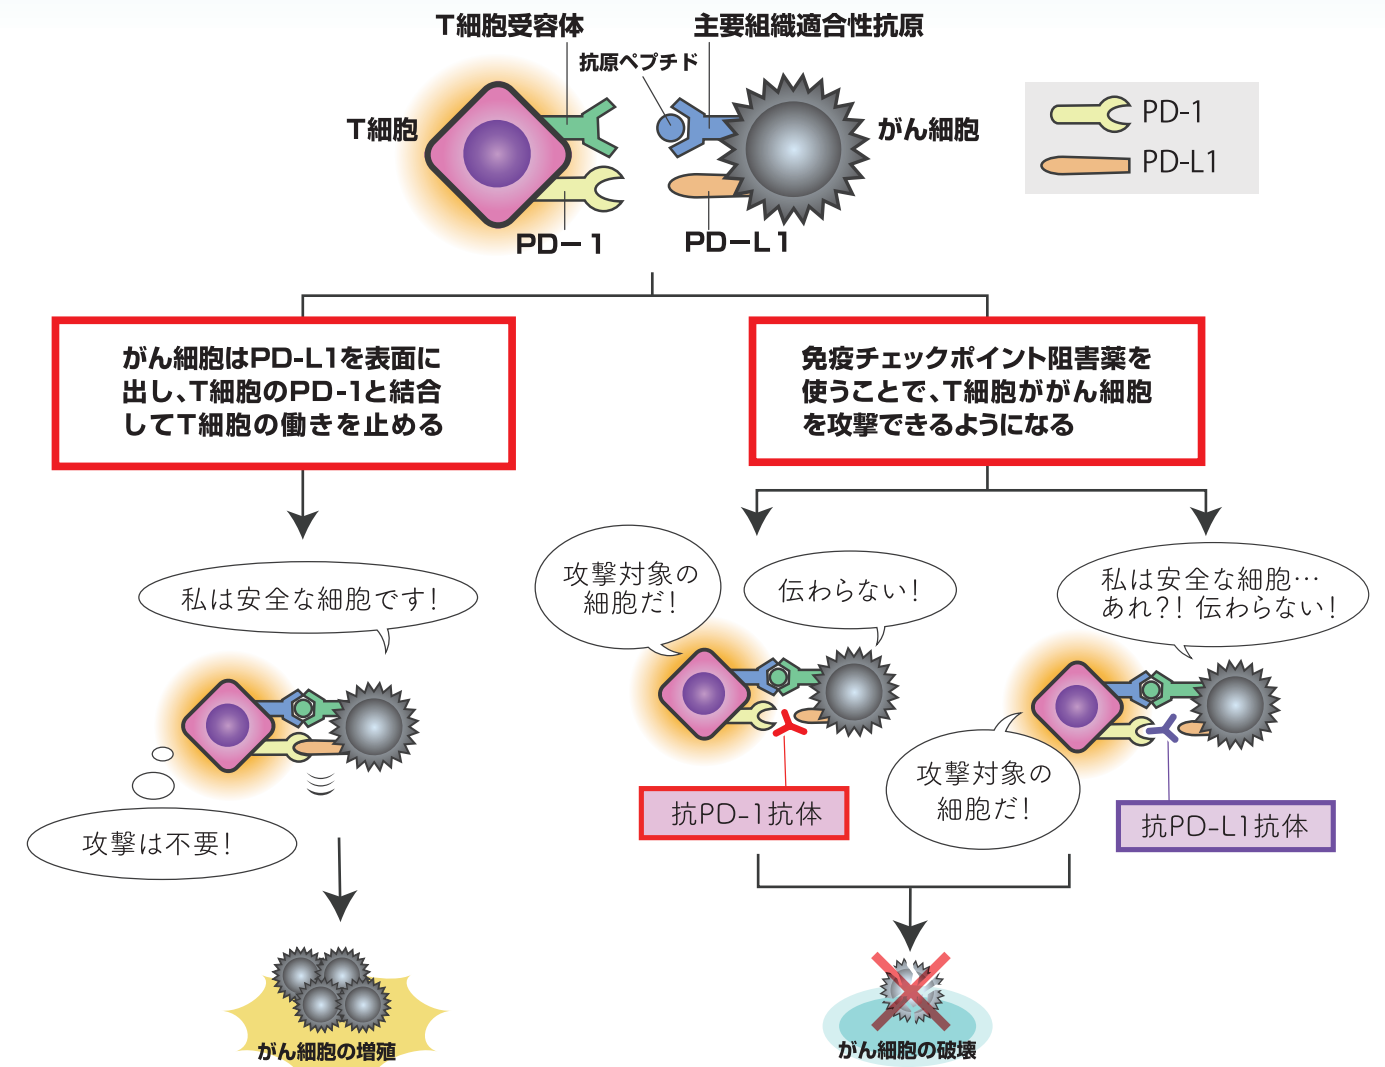 T細胞受容体
主要組織適合性抗原
抗原ペプチド
T細胞
がん細胞
PD-1
PD-L1
PD−1
PD−L1
がん細胞はPD-L1を表面に
出し、T細胞のPD-1と結合
してT細胞の働きを止める
免疫チェックポイント阻害薬を
使うことで、T細胞ががん細胞
を攻撃できるようになる
私は安全な細胞です!
攻撃は不要!
がん細胞の増殖
攻撃対象の
細胞だ!
伝わらない!
抗PD-1抗体
私は安全な細胞…
あれ?! 伝わらない!
攻撃対象の
細胞だ!
抗PD-L1抗体
がん細胞の破壊